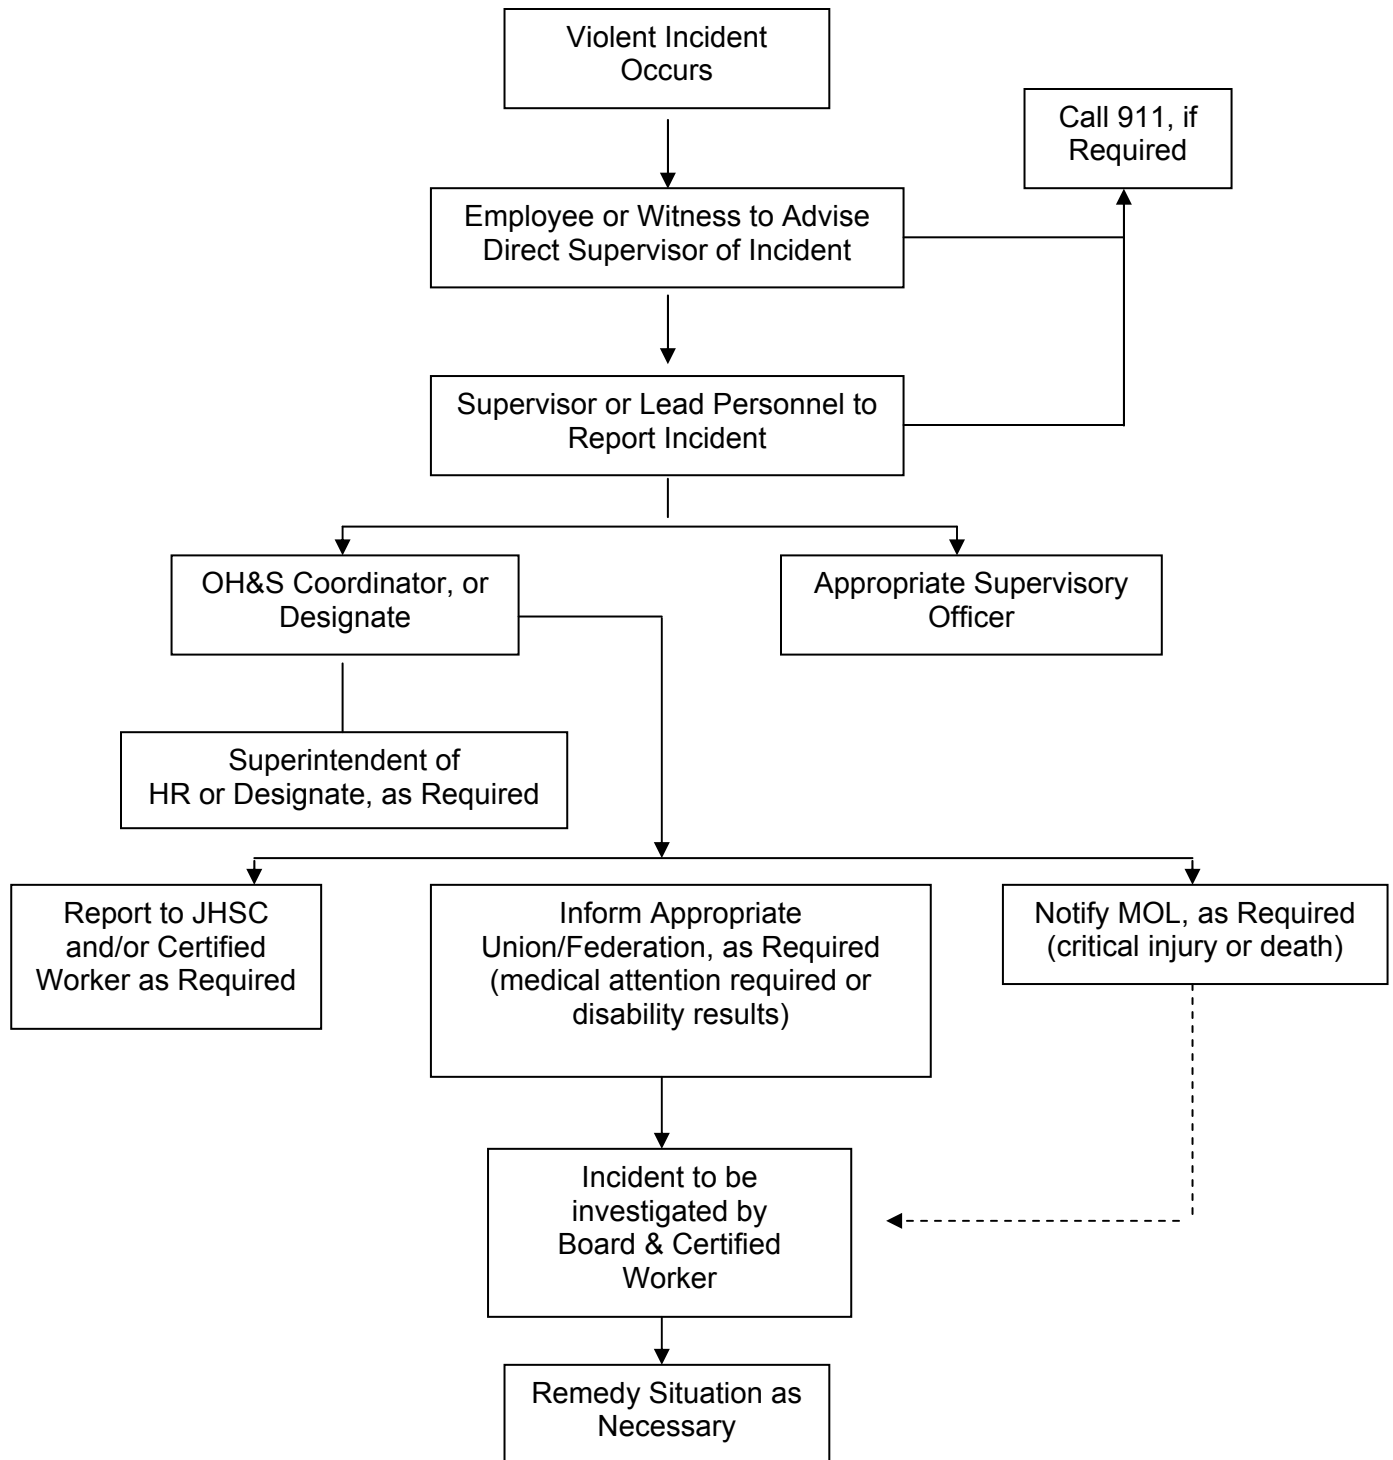 Violent Incident
Occurs
Call 911, if
Required
Employee or Witness to Advise
Direct Supervisor of Incident
Supervisor or Lead Personnel to
Report Incident
OH&S Coordinator, or
Designate
Appropriate Supervisory
Officer
Superintendent of
HR or Designate, as Required
Report to JHSC
and/or Certified
Worker as Required
Inform Appropriate
Union/Federation, as Required
(medical attention required or
disability results)
Notify MOL, as Required
(critical injury or death)
Incident to be
investigated by
Board & Certified
Worker
Remedy Situation as
Necessary